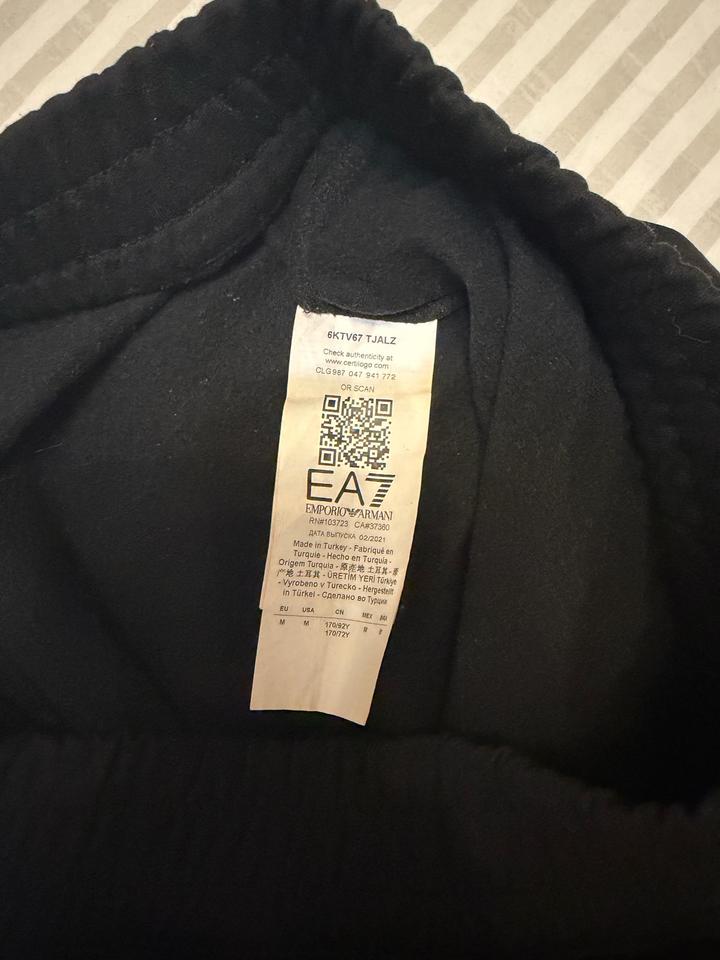 6KTV67 TJALZ
Check authenticity at
www.certilogo.com
CLG987 047 941 772
OR SCAN
EA7
EMPORIO ARMANI
RN#103723 CA#37360
ДАТА ВЫПУСКА 02/2021
Made in Turkey - Fabriqué en
Turquie - Hecho en Turquía -
Origem Turquia - 原産地 土耳其 - 原
产地 土耳其 - ÜRETİM YERİ Türkiye
- Vyrobeno v Turecko - Hergestellt
in Türkei - Сделано во Турции
EU USA CN MEX
M M 170/92Y
170/72Y